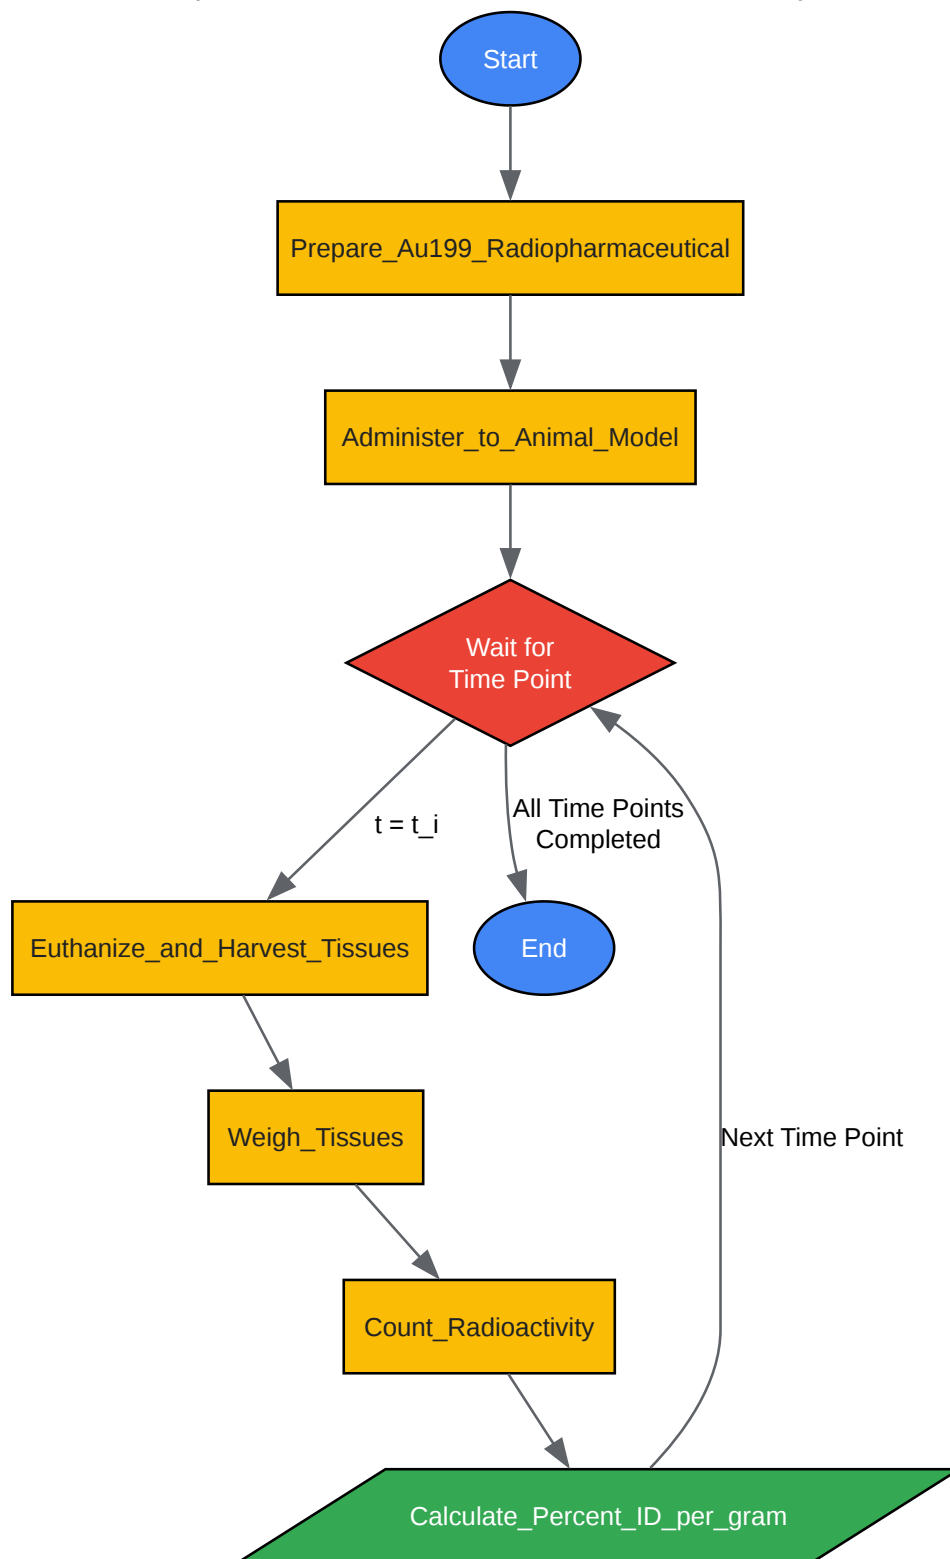 Start
Prepare_Au199_Radiopharmaceutical
Administer_to_Animal_Model
Wait for
Time Point
t = t_i
All Time Points
Completed
Euthanize_and_Harvest_Tissues
End
Weigh_Tissues
Next Time Point
Count_Radioactivity
Calculate_Percent_ID_per_gram